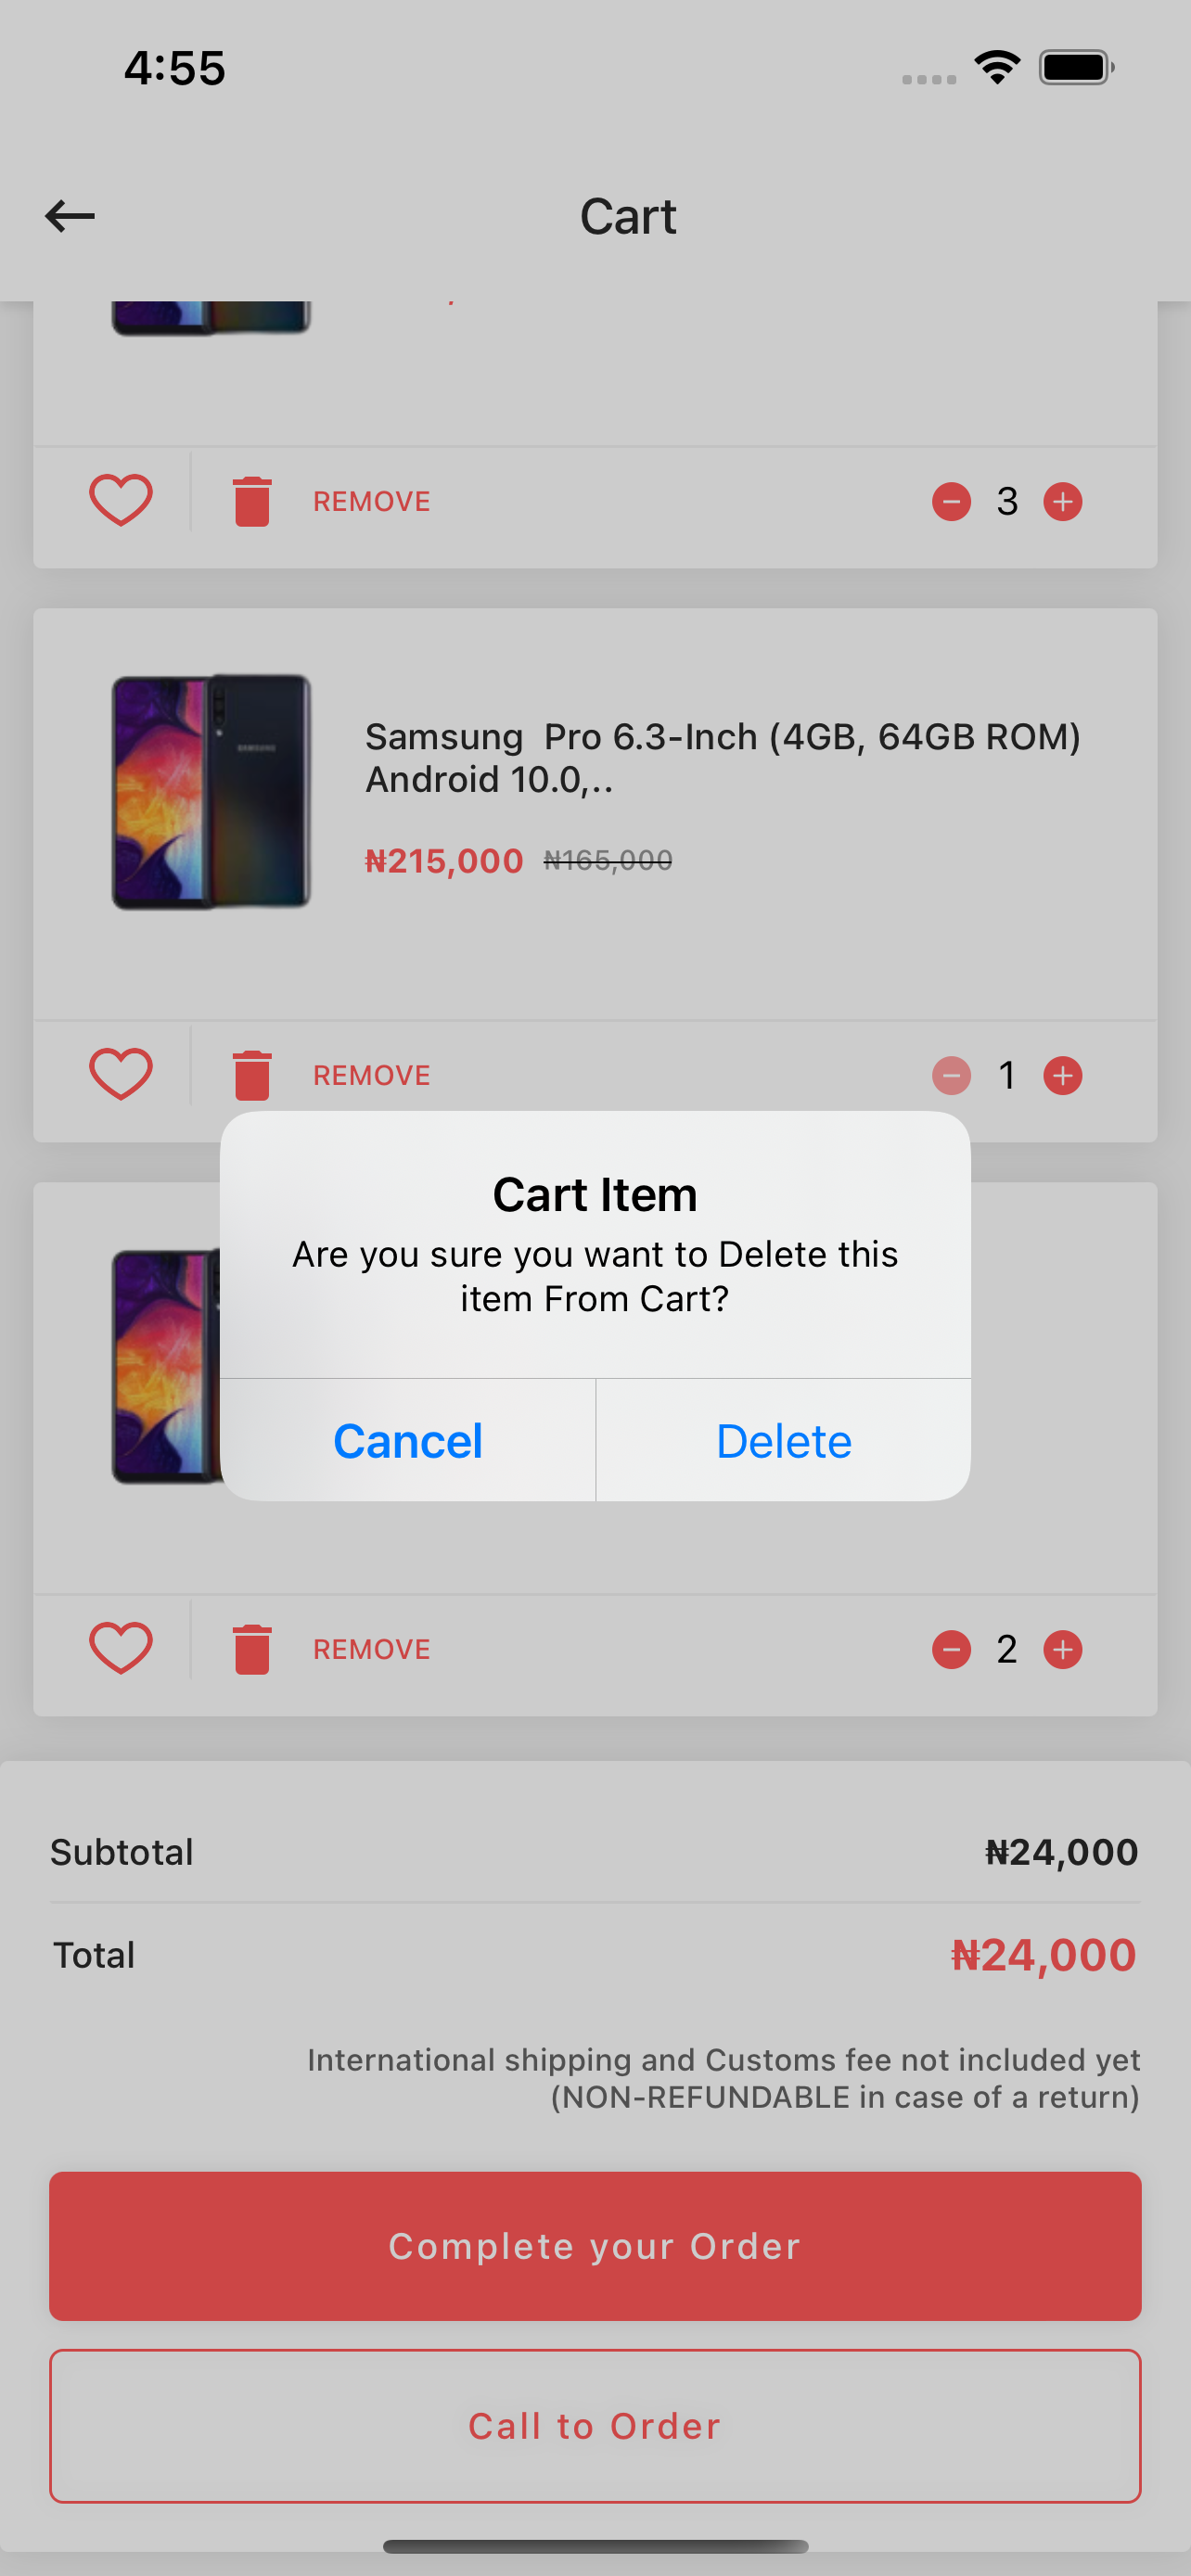 4:55
Cart
REMOVE
3
SAMSUNG
Samsung  Pro 6.3-Inch (4GB, 64GB ROM)
Android 10.0,..
₦215,000 ₦165,000
REMOVE
1
Cart Item
Are you sure you want to Delete this
item From Cart?
Cancel
Delete
REMOVE
2
Subtotal
₦24,000
Total
₦24,000
International shipping and Customs fee not included yet
(NON-REFUNDABLE in case of a return)
Complete your Order
Call to Order